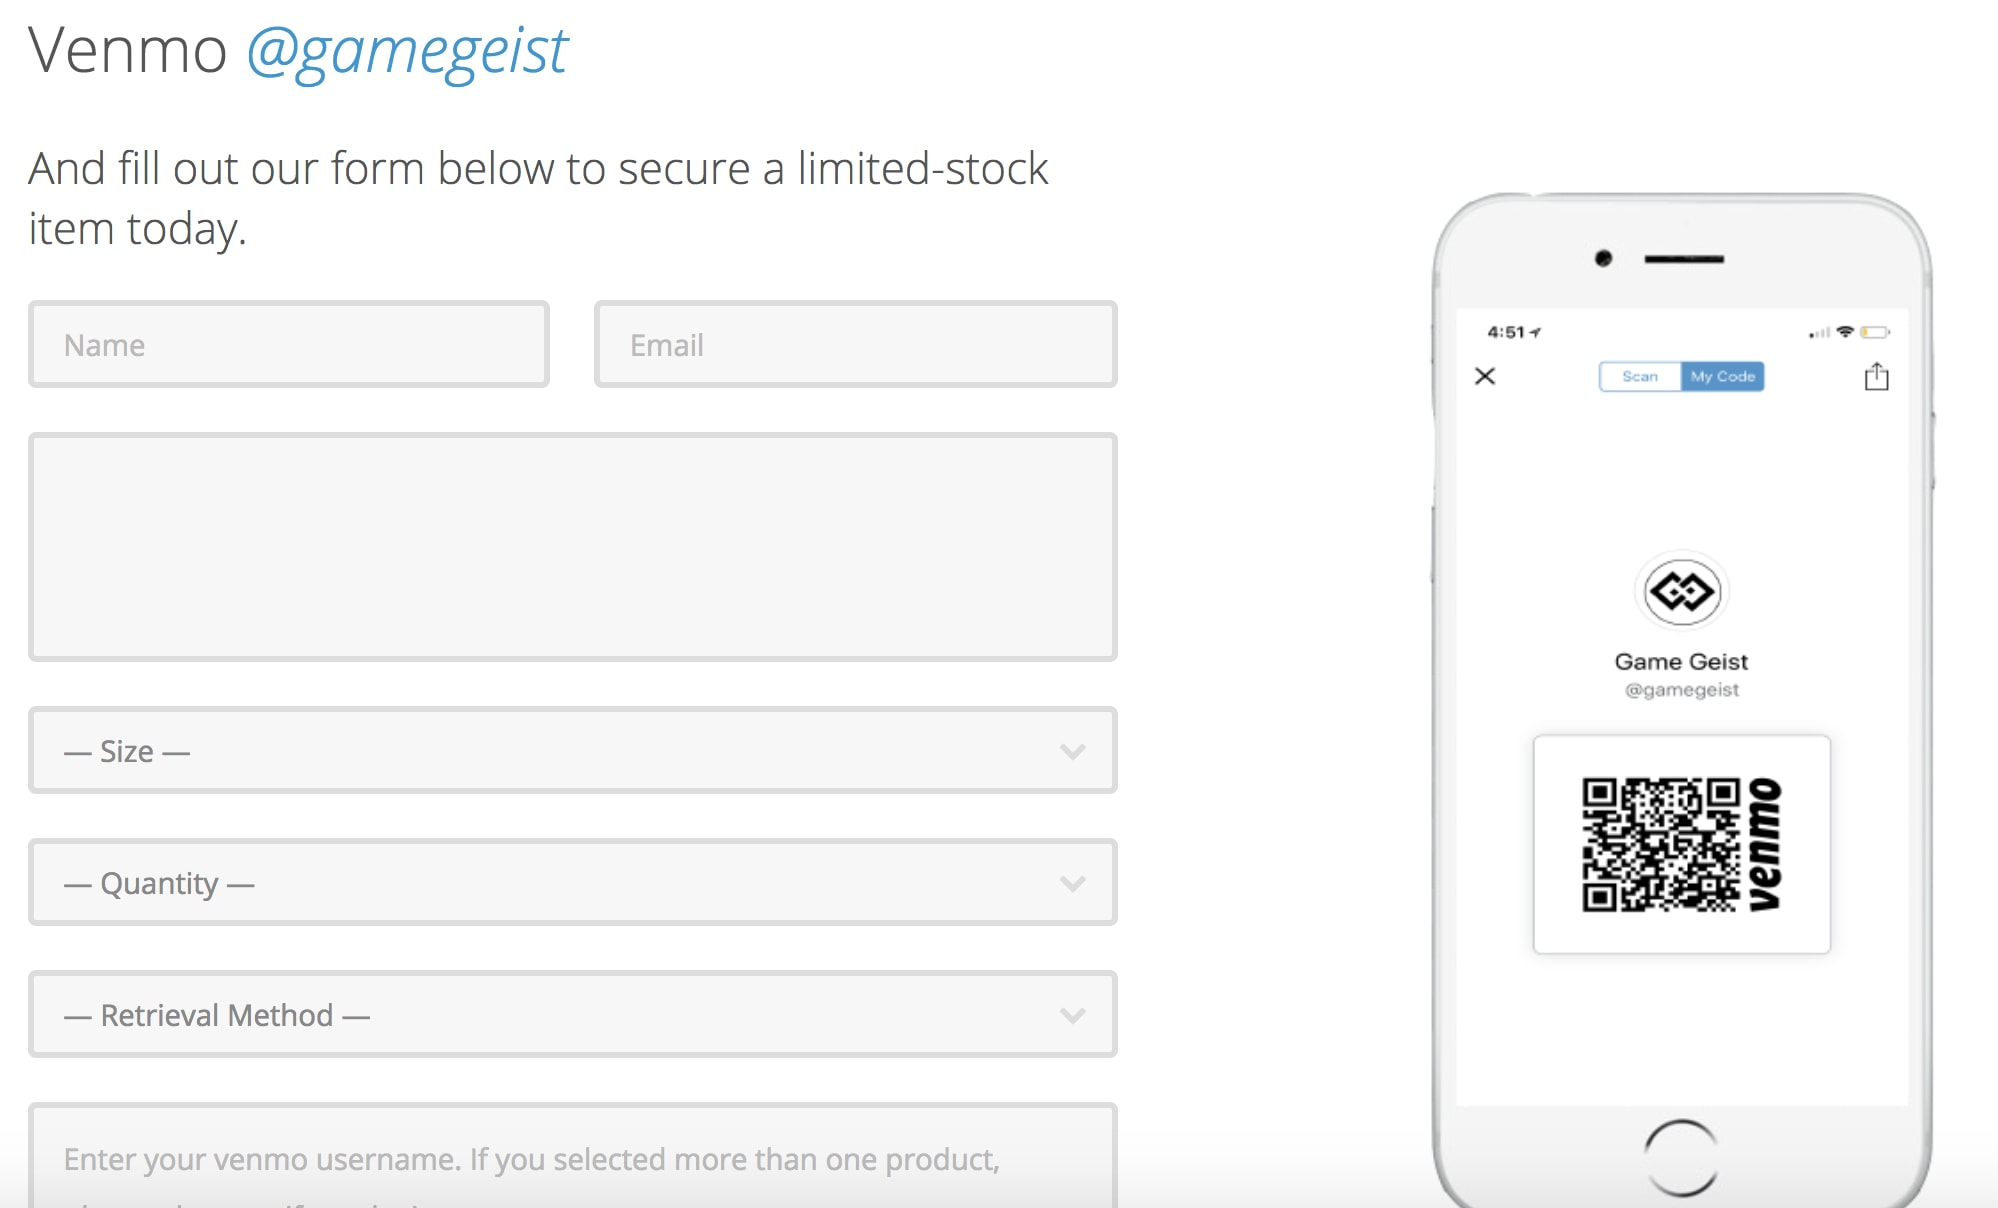 Venmo @gamegeist
And fill out our form below to secure a limited-stock
item today.
Name
Email
— Size —
— Quantity —
— Retrieval Method —
Enter your venmo username. If you selected more than one product,
4:51
Scan
My Code
Game Geist
@gamegeist
venmo